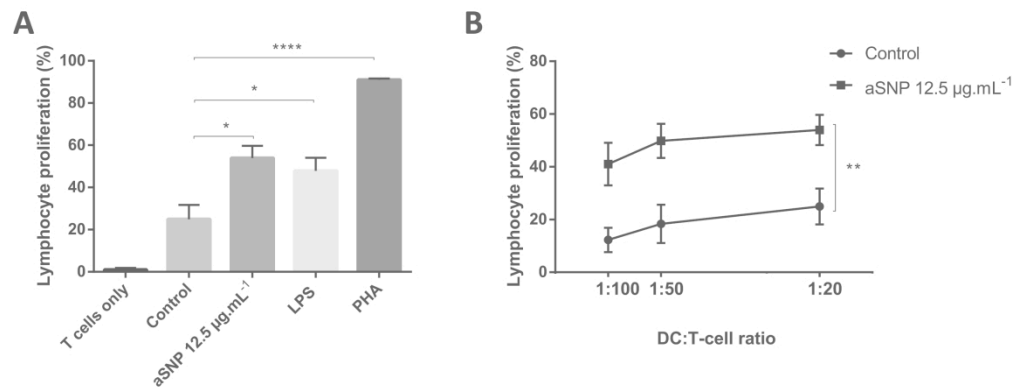 A
Lymphocyte proliferation (%)
100
80
60
40
20
0
****
*
*
T cells only
Control
aSNP 12.5 µg.mL⁻¹
LPS
PHA
B
Lymphocyte proliferation (%)
80
60
40
20
0
Control
aSNP 12.5 µg.mL⁻¹
**
1:100 1:50 1:20
DC:T-cell ratio